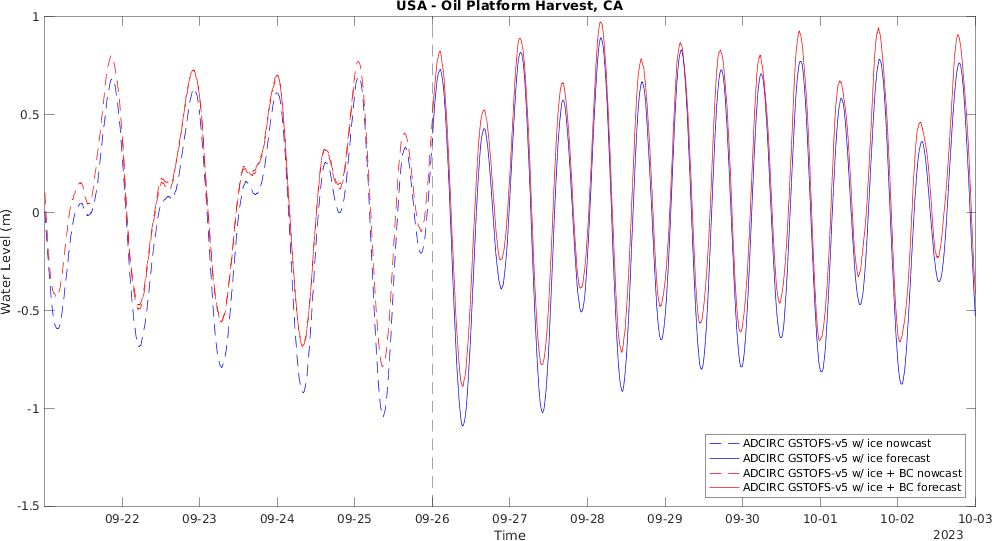 USA - Oil Platform Harvest, CA
1
0.5
0
-0.5
-1
-1.5
Water Level (m)
09-22 09-23 09-24 09-25 09-26 09-27 09-28 09-29 09-30 10-01 10-02 10-03
Time
2023
ADCIRC GSTOFS-v5 w/ ice nowcast
ADCIRC GSTOFS-v5 w/ ice forecast
ADCIRC GSTOFS-v5 w/ ice + BC nowcast
ADCIRC GSTOFS-v5 w/ ice + BC forecast